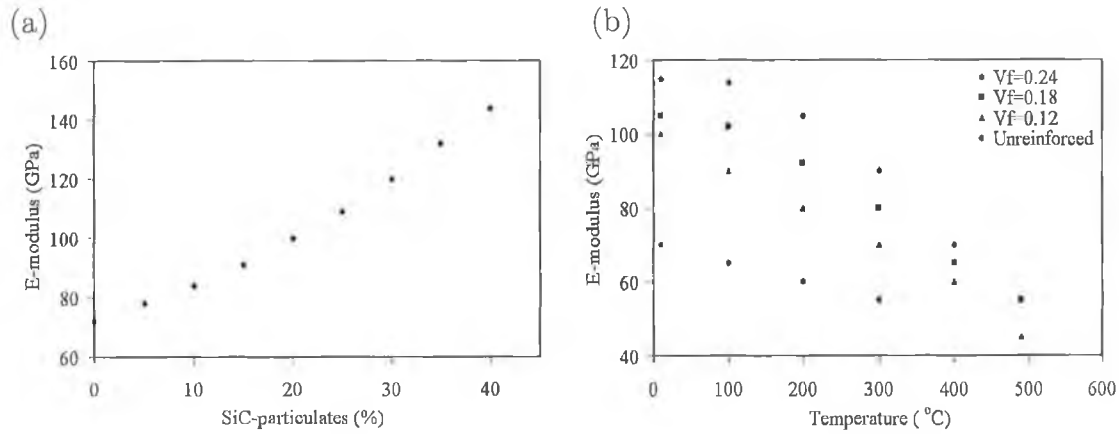 (a)
160
140
120
100
80
60
E-modulus (GPa)
0 10 20 30 40
SiC-particulates (%)
(b)
120
100
80
60
40
E-modulus (GPa)
Vf=0.24
Vf=0.18
Vf=0.12
Unreinforced
0 100 200 300 400 500 600
Temperature ( °C)